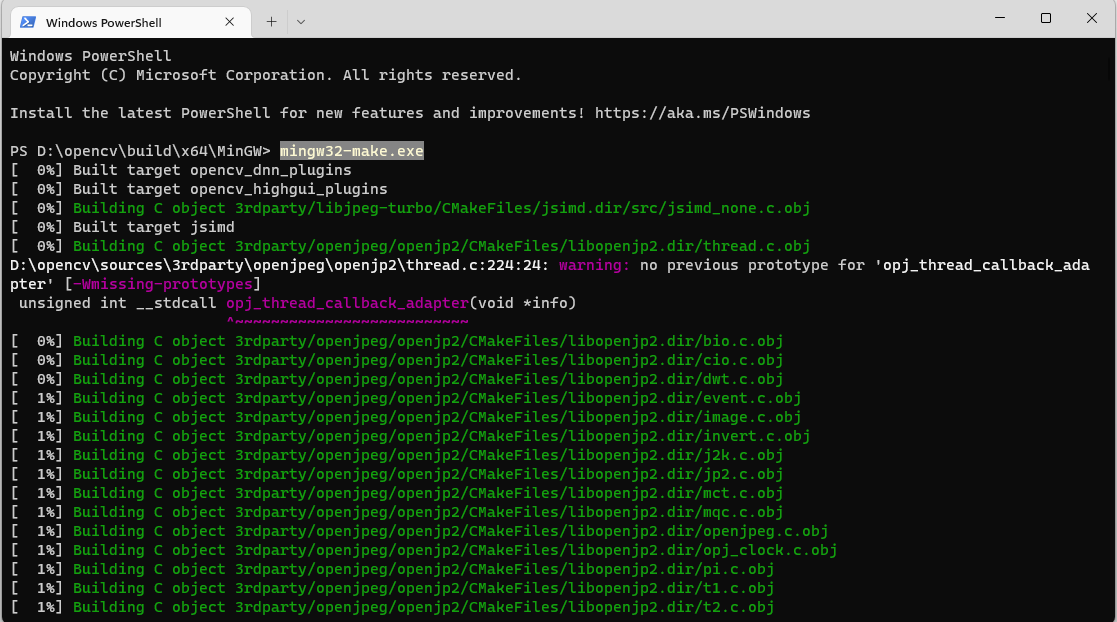 Windows PowerShell
Windows PowerShell
Copyright (C) Microsoft Corporation. All rights reserved.
Install the latest PowerShell for new features and improvements! https://aka.ms/PSWindows
PS D:\opencv\build\x64\MinGW> mingw32-make.exe
[  0%] Built target opencv_dnn_plugins
[  0%] Built target opencv_highgui_plugins
[  0%] Building C object 3rdparty/libjpeg-turbo/CMakeFiles/jsimd.dir/src/jsimd_none.c.obj
[  0%] Built target jsimd
[  0%] Building C object 3rdparty/openjpeg/openjp2/CMakeFiles/libopenjp2.dir/thread.c.obj
D:\opencv\sources\3rdparty\openjpeg\openjp2\thread.c:224:24: warning: no previous prototype for 'opj_thread_callback_ada
pter' [-Wmissing-prototypes]
 unsigned int __stdcall opj_thread_callback_adapter(void *info)
                        ^~~~~~~~~~~~~~~~~~~~~~~~~~~
[  0%] Building C object 3rdparty/openjpeg/openjp2/CMakeFiles/libopenjp2.dir/bio.c.obj
[  0%] Building C object 3rdparty/openjpeg/openjp2/CMakeFiles/libopenjp2.dir/cio.c.obj
[  0%] Building C object 3rdparty/openjpeg/openjp2/CMakeFiles/libopenjp2.dir/dwt.c.obj
[  1%] Building C object 3rdparty/openjpeg/openjp2/CMakeFiles/libopenjp2.dir/event.c.obj
[  1%] Building C object 3rdparty/openjpeg/openjp2/CMakeFiles/libopenjp2.dir/image.c.obj
[  1%] Building C object 3rdparty/openjpeg/openjp2/CMakeFiles/libopenjp2.dir/invert.c.obj
[  1%] Building C object 3rdparty/openjpeg/openjp2/CMakeFiles/libopenjp2.dir/j2k.c.obj
[  1%] Building C object 3rdparty/openjpeg/openjp2/CMakeFiles/libopenjp2.dir/jp2.c.obj
[  1%] Building C object 3rdparty/openjpeg/openjp2/CMakeFiles/libopenjp2.dir/mct.c.obj
[  1%] Building C object 3rdparty/openjpeg/openjp2/CMakeFiles/libopenjp2.dir/mqc.c.obj
[  1%] Building C object 3rdparty/openjpeg/openjp2/CMakeFiles/libopenjp2.dir/openjpeg.c.obj
[  1%] Building C object 3rdparty/openjpeg/openjp2/CMakeFiles/libopenjp2.dir/opj_clock.c.obj
[  1%] Building C object 3rdparty/openjpeg/openjp2/CMakeFiles/libopenjp2.dir/pi.c.obj
[  1%] Building C object 3rdparty/openjpeg/openjp2/CMakeFiles/libopenjp2.dir/t1.c.obj
[  1%] Building C object 3rdparty/openjpeg/openjp2/CMakeFiles/libopenjp2.dir/t2.c.obj